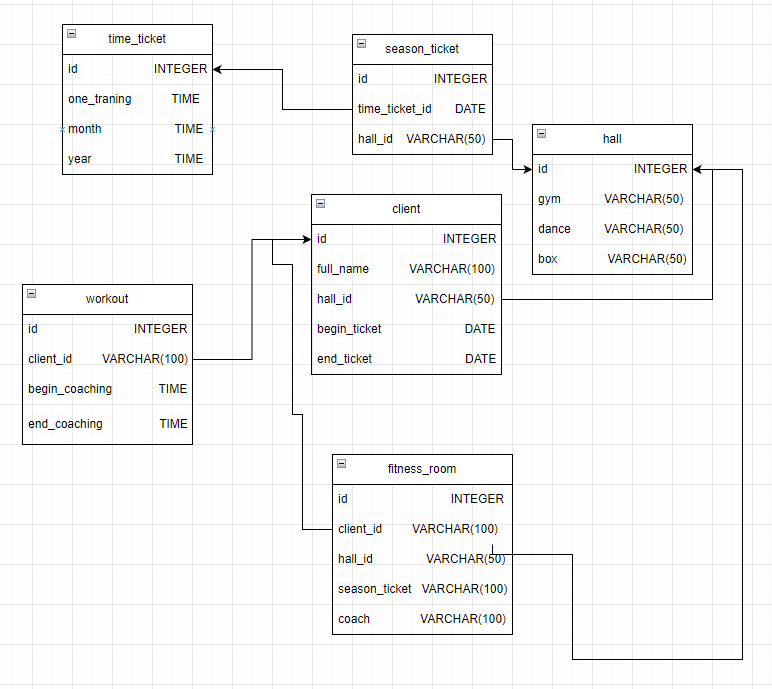 time_ticket
id INTEGER
one_traning TIME
month TIME
year TIME
season_ticket
id INTEGER
time_ticket_id DATE
hall_id VARCHAR(50)
hall
id INTEGER
gym VARCHAR(50)
dance VARCHAR(50)
box VARCHAR(50)
client
id INTEGER
full_name VARCHAR(100)
hall_id VARCHAR(50)
begin_ticket DATE
end_ticket DATE
workout
id INTEGER
client_id VARCHAR(100)
begin_coaching TIME
end_coaching TIME
fitness_room
id INTEGER
client_id VARCHAR(100)
hall_id VARCHAR(50)
season_ticket VARCHAR(100)
coach VARCHAR(100)